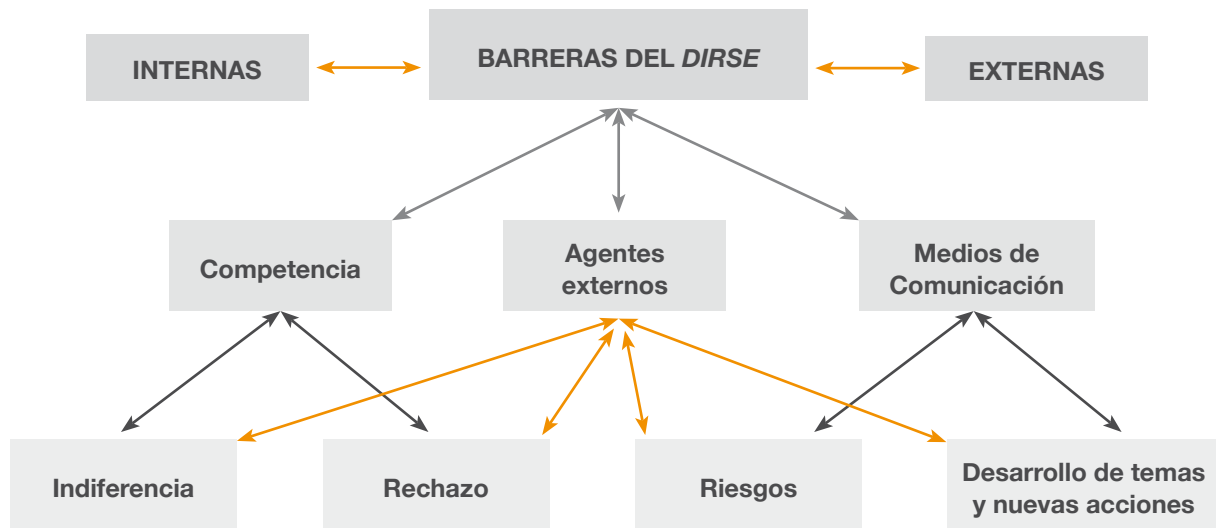 BARRERAS DEL DIRSE
INTERNAS
EXTERNAS
Competencia
Agentes
externos
Medios de
Comunicación
Indiferencia
Rechazo
Riesgos
Desarrollo de temas
y nuevas acciones